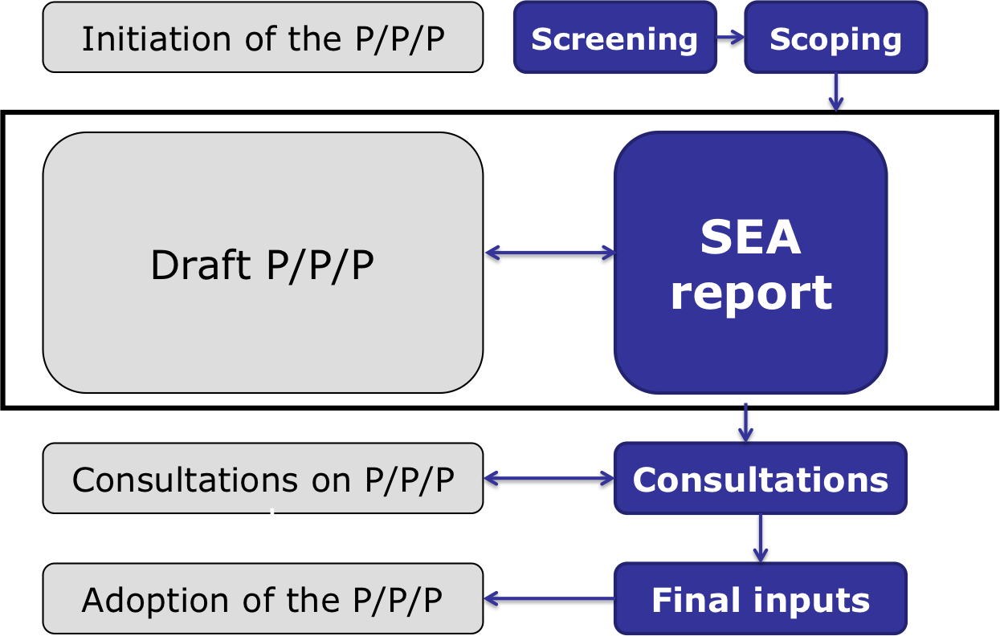 Initiation of the P/P/P
Screening
Scoping
Draft P/P/P
SEA
report
Consultations on P/P/P
Consultations
Adoption of the P/P/P
Final inputs